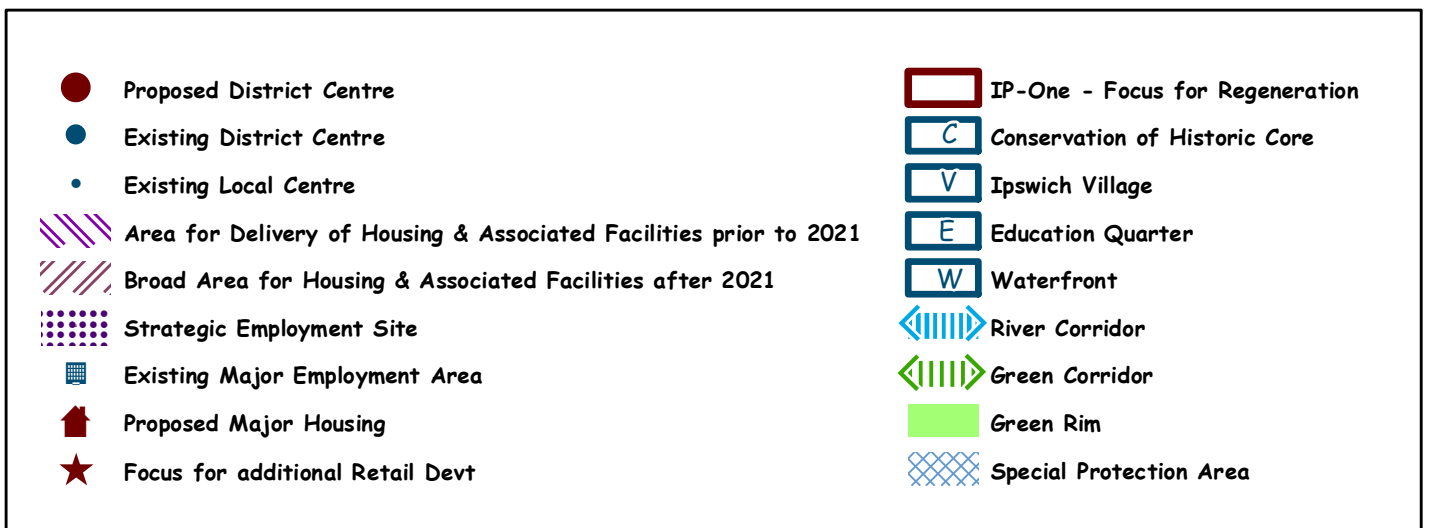 Proposed District Centre
Existing District Centre
Existing Local Centre
Area for Delivery of Housing & Associated Facilities prior to 2021
Broad Area for Housing & Associated Facilities after 2021
Strategic Employment Site
Existing Major Employment Area
Proposed Major Housing
Focus for additional Retail Devt
IP-One - Focus for Regeneration
C Conservation of Historic Core
V Ipswich Village
E Education Quarter
W Waterfront
River Corridor
Green Corridor
Green Rim
Special Protection Area